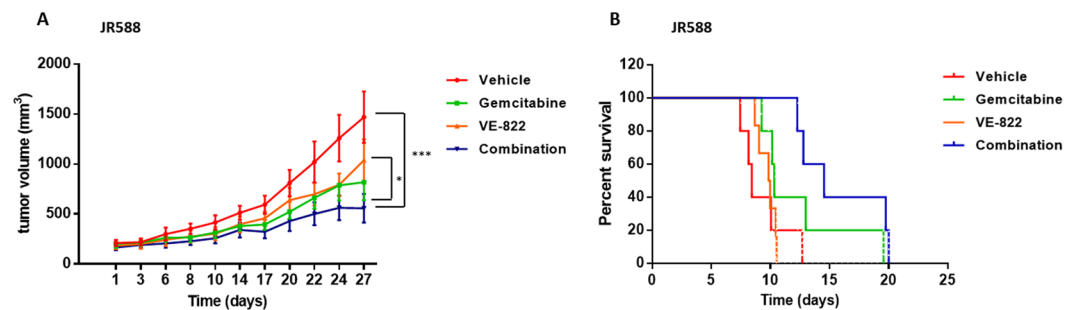 A
JR588
tumor volume (mm3)
2000
1500
1000
500
0
1 3 6 8 10 14 17 20 22 24 27
Time (days)
Vehicle
Gemcitabine
VE-822
Combination
***
*
B
JR588
Percent survival
120
100
80
60
40
20
0
0 5 10 15 20 25
Time (days)
Vehicle
Gemcitabine
VE-822
Combination